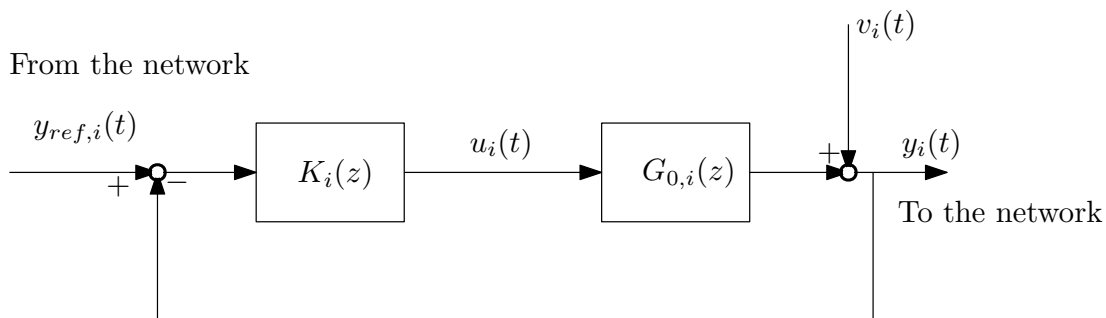 v_i(t)
From the network
y_{ref,i}(t)
+
−
K_i(z)
u_i(t)
G_{0,i}(z)
+
y_i(t)
To the network